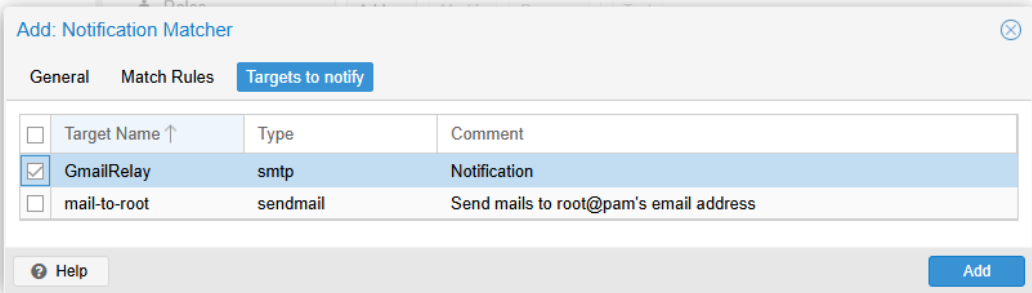 Add: Notification Matcher
General Match Rules Targets to notify
Target Name Type Comment
GmailRelay smtp Notification
mail-to-root sendmail Send mails to root@pam's email address
Help Add